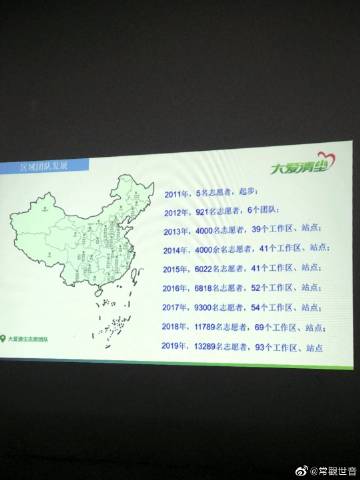 区域团队发展
大爱清尘
2011年，5名志愿者，起步；
2012年，921名志愿者，6个团队；
2013年，4000名志愿者，39个工作区、站点；
2014年，4000余名志愿者，41个工作区、站点；
2015年，6022名志愿者，41个工作区、站点；
2016年，6818名志愿者，52个工作区、站点；
2017年，9300名志愿者，54个工作区、站点；
2018年，11789名志愿者，69个工作区、站点；
2019年，13289名志愿者，93个工作区、站点
大爱清尘志愿团队
@常觀世音